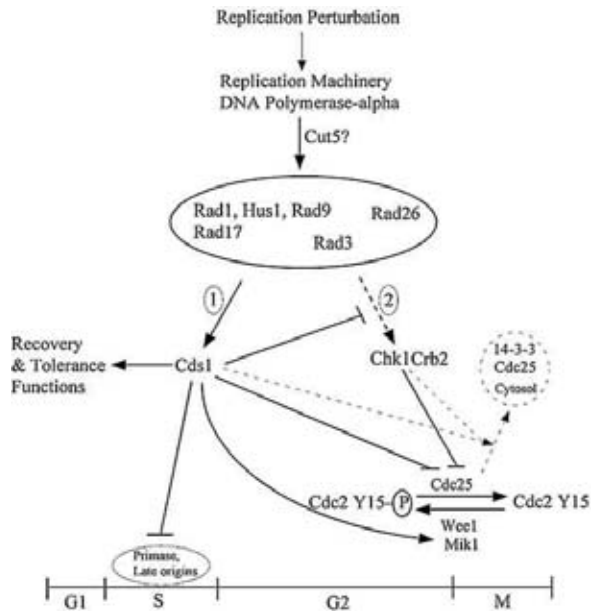 Replication Perturbation
Replication Machinery
DNA Polymerase-alpha
Cut5?
Rad1, Hus1, Rad9
Rad26
Rad17
Rad3
1
2
Recovery
& Tolerance
Functions
Cds1
Chk1Crb2
14-3-3
Cdc25
Cytosol
Cdc25
Cdc2 Y15-P
Cdc2 Y15
Wee1
Mik1
Primase,
Late origins
G1
S
G2
M